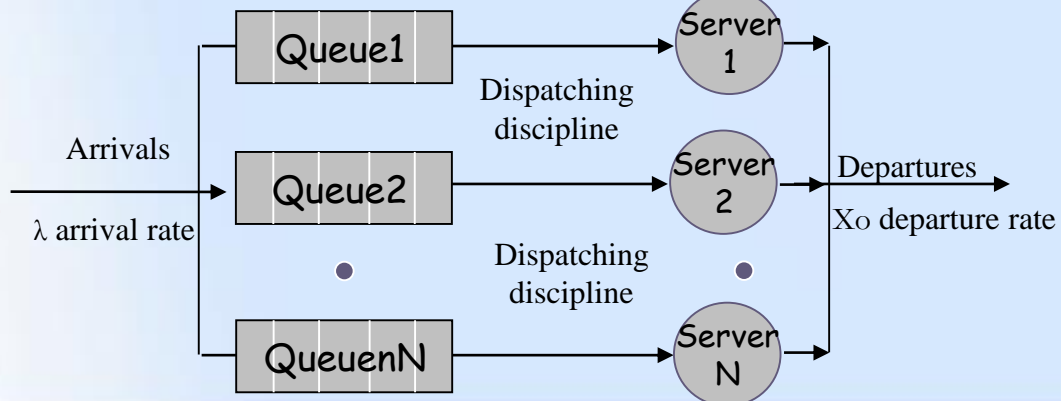 Queue1
Server
1
Dispatching
discipline
Arrivals
λ arrival rate
Queue2
Server
2
Departures
Xo departure rate
Dispatching
discipline
QueuenN
Server
N